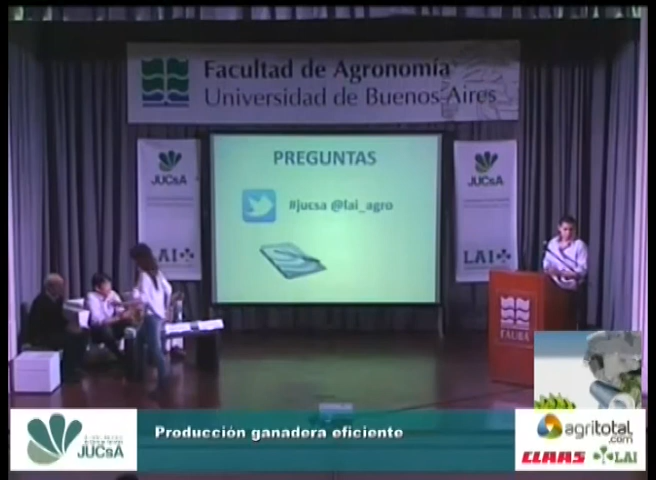 Facultad de Agronomía
Universidad de Buenos Aires
PREGUNTAS
#jucsa @lai_agro
JUCsA
JUCsA
LAI
LAI
FAUBA
Producción ganadera eficiente
JUCsA
agritotal
.com
CLAAS
LAI